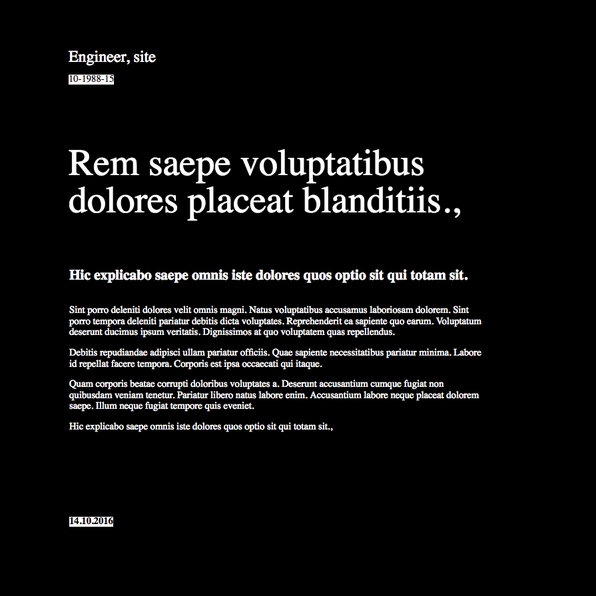 Engineer, site
10-1988-15
Rem saepe voluptatibus
dolores placeat blanditiis.,
Hic explicabo saepe omnis iste dolores quos optio sit qui totam sit.
Sint porro deleniti dolores velit omnis magni. Natus voluptatibus accusamus laboriosam dolorem. Sint
porro tempora deleniti pariatur debitis dicta voluptates. Reprehenderit ea sapiente quo earum. Voluptatum
deserunt ducimus ipsum veritatis. Dignissimos at quo voluptatem quas repellendus.
Debitis repudiandae adipisci ullam pariatur officiis. Quae sapiente necessitatibus pariatur minima. Labore
id repellat facere tempora. Corporis est ipsa occaecati qui itaque.
Quam corporis beatae corrupti doloribus voluptates a. Deserunt accusantium cumque fugiat non
quibusdam veniam tenetur. Pariatur libero natus labore enim. Accusantium labore neque placeat dolorem
saepe. Illum neque fugiat tempore quis eveniet.
Hic explicabo saepe omnis iste dolores quos optio sit qui totam sit.,
14.10.2016